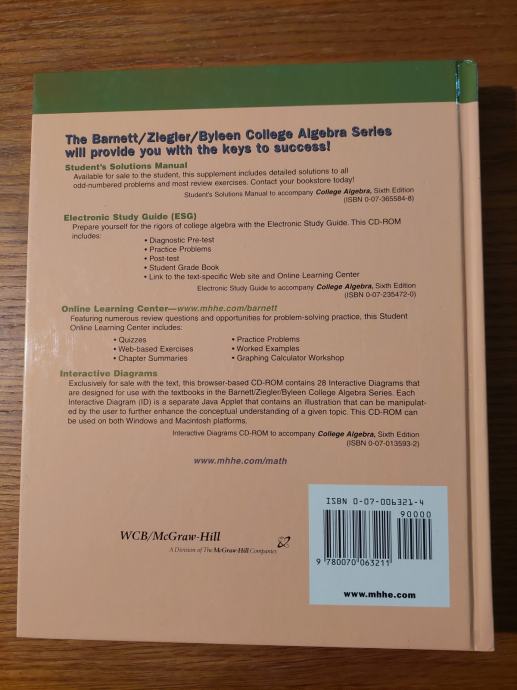 The Barnett/Ziegler/Byleen College Algebra Series
will provide you with the keys to success!
Student's Solutions Manual
Available for sale to the student, this supplement includes detailed solutions to all
odd-numbered problems and most review exercises. Contact your bookstore today!
Student's Solutions Manual to accompany College Algebra, Sixth Edition
(ISBN 0-07-365584-8)
Electronic Study Guide (ESG)
Prepare yourself for the rigors of college algebra with the Electronic Study Guide. This CD-ROM
includes:
• Diagnostic Pre-test
• Practice Problems
• Post-test
• Student Grade Book
• Link to the text-specific Web site and Online Learning Center
Electronic Study Guide to accompany College Algebra, Sixth Edition
(ISBN 0-07-235472-0)
Online Learning Center—www.mhhe.com/barnett
Featuring numerous review questions and opportunities for problem-solving practice, this Student
Online Learning Center includes:
• Quizzes
• Web-based Exercises
• Chapter Summaries
• Practice Problems
• Worked Examples
• Graphing Calculator Workshop
Interactive Diagrams
Exclusively for sale with the text, this browser-based CD-ROM contains 28 Interactive Diagrams that
are designed for use with the textbooks in the Barnett/Ziegler/Byleen College Algebra Series. Each
Interactive Diagram (ID) is a separate Java Applet that contains an illustration that can be manipulat-
ed by the user to further enhance the conceptual understanding of a given topic. This CD-ROM can
be used on both Windows and Macintosh platforms.
Interactive Diagrams CD-ROM to accompany College Algebra, Sixth Edition
(ISBN 0-07-013593-2)
www.mhhe.com/math
WCB/McGraw-Hill
A Division of The McGraw-Hill Companies
ISBN 0-07-006321-4
90000
9 780070 063211
www.mhhe.com